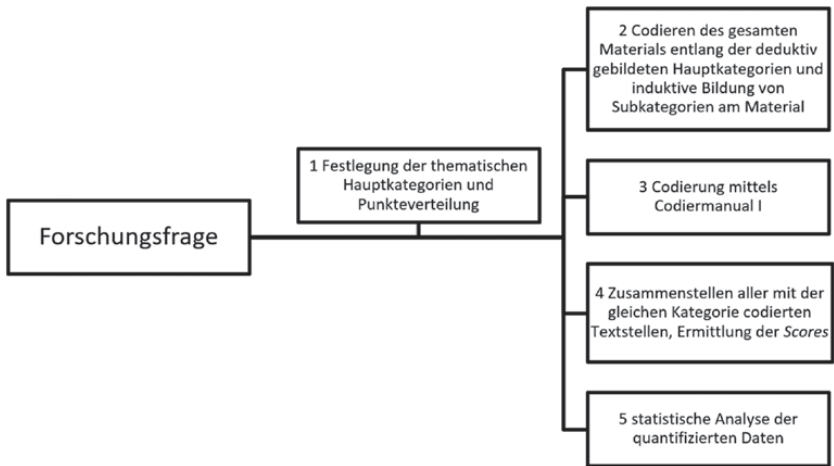 Forschungsfrage
1 Festlegung der thematischen
Hauptkategorien und
Punkteverteilung
2 Codieren des gesamten
Materials entlang der deduktiv
gebildeten Hauptkategorien und
induktive Bildung von
Subkategorien am Material
3 Codierung mittels
Codiermanual I
4 Zusammenstellen aller mit der
gleichen Kategorie codierten
Textstellen, Ermittlung der Scores
5 statistische Analyse der
quantifizierten Daten